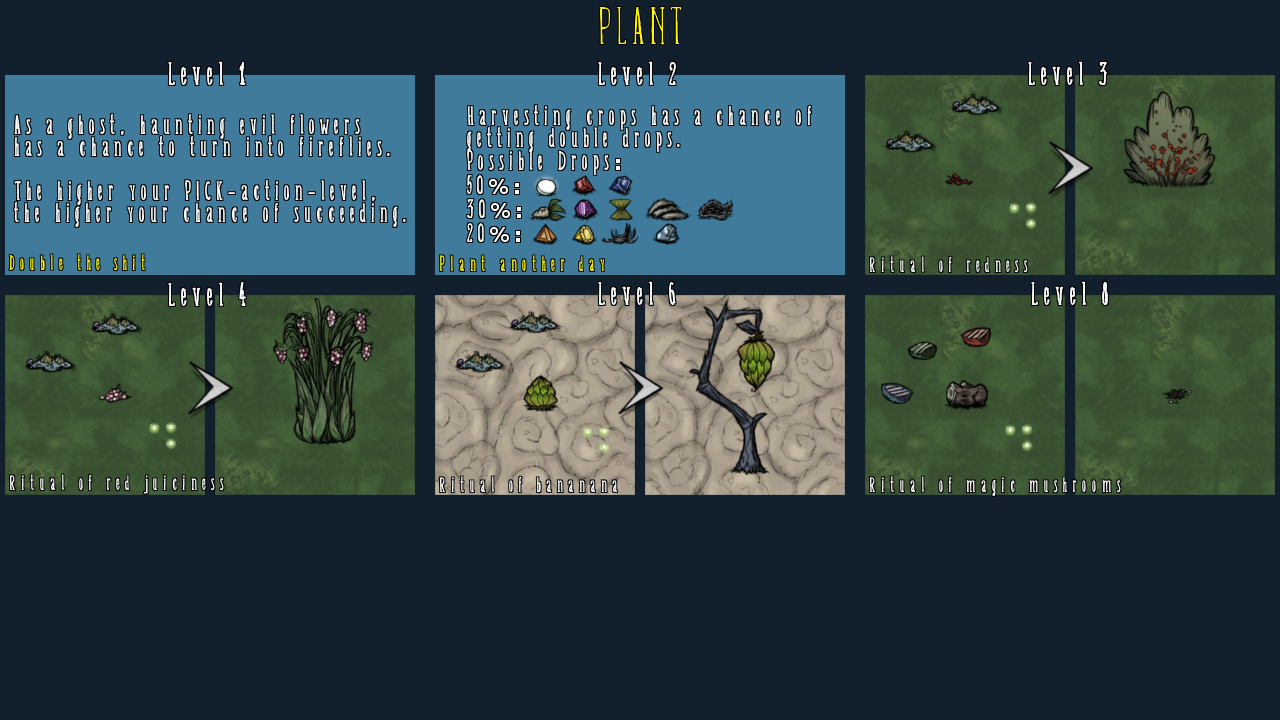 PLANT
Level 1
As a ghost, haunting evil flowers
has a chance to turn into fireflies.
The higher your PICK-action-level,
the higher your chance of succeeding.
Double the shit
Level 2
Harvesting crops has a chance of
getting double drops.
Possible Drops:
50%:
30%:
20%:
Plant another day
Level 3
Ritual of redness
Level 4
Ritual of red juiciness
Level 6
Ritual of bananana
Level 8
Ritual of magic mushrooms